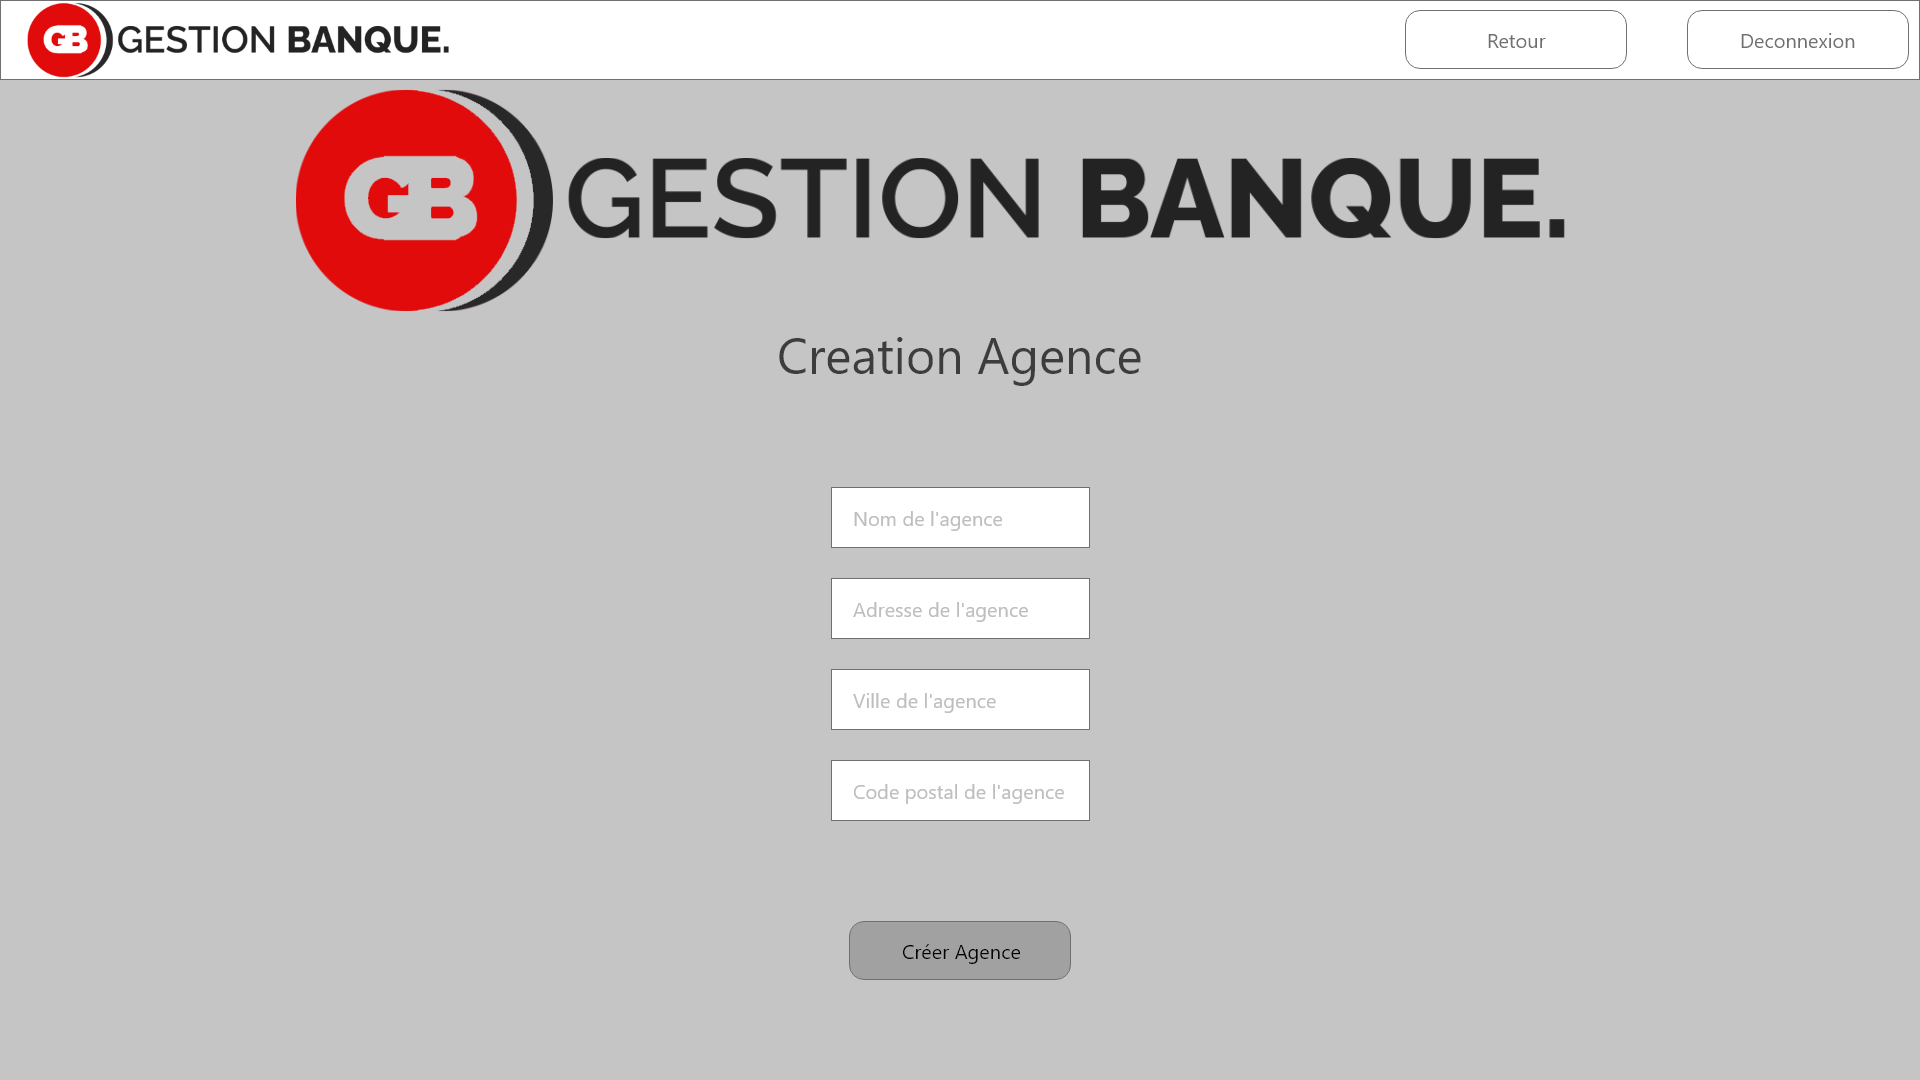 GB GESTION BANQUE.
Retour
Deconnexion
GB GESTION BANQUE.
Creation Agence
Nom de l'agence
Adresse de l'agence
Ville de l'agence
Code postal de l'agence
Créer Agence